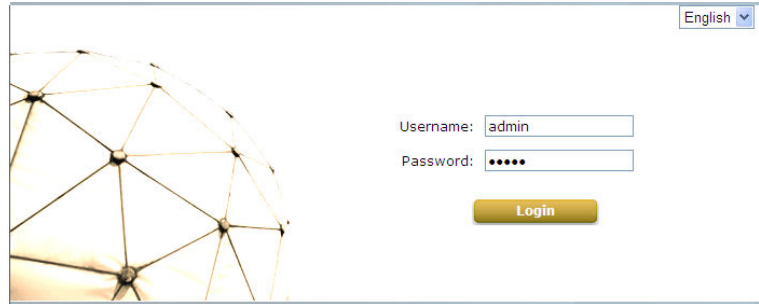 English
Username: admin
Password: •••••
Login